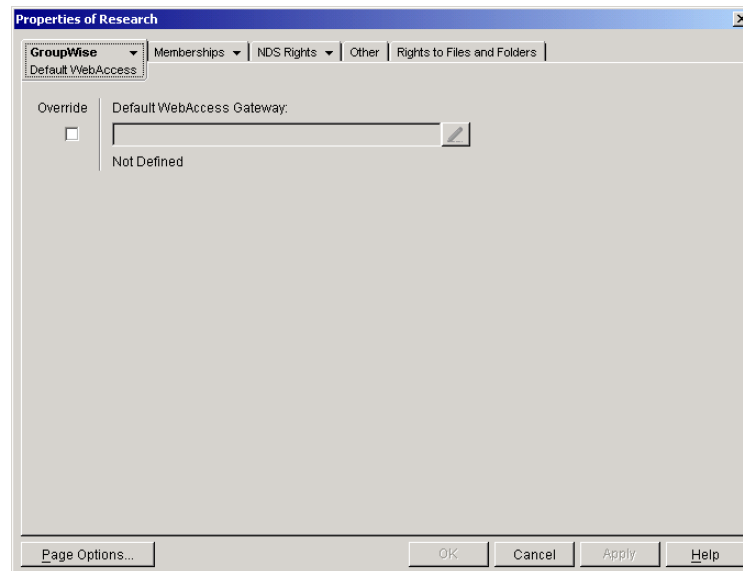 Properties of Research
GroupWise Memberships NDS Rights Other Rights to Files and Folders
Default WebAccess
Override Default WebAccess Gateway:
Not Defined
Page Options... OK Cancel Apply Help